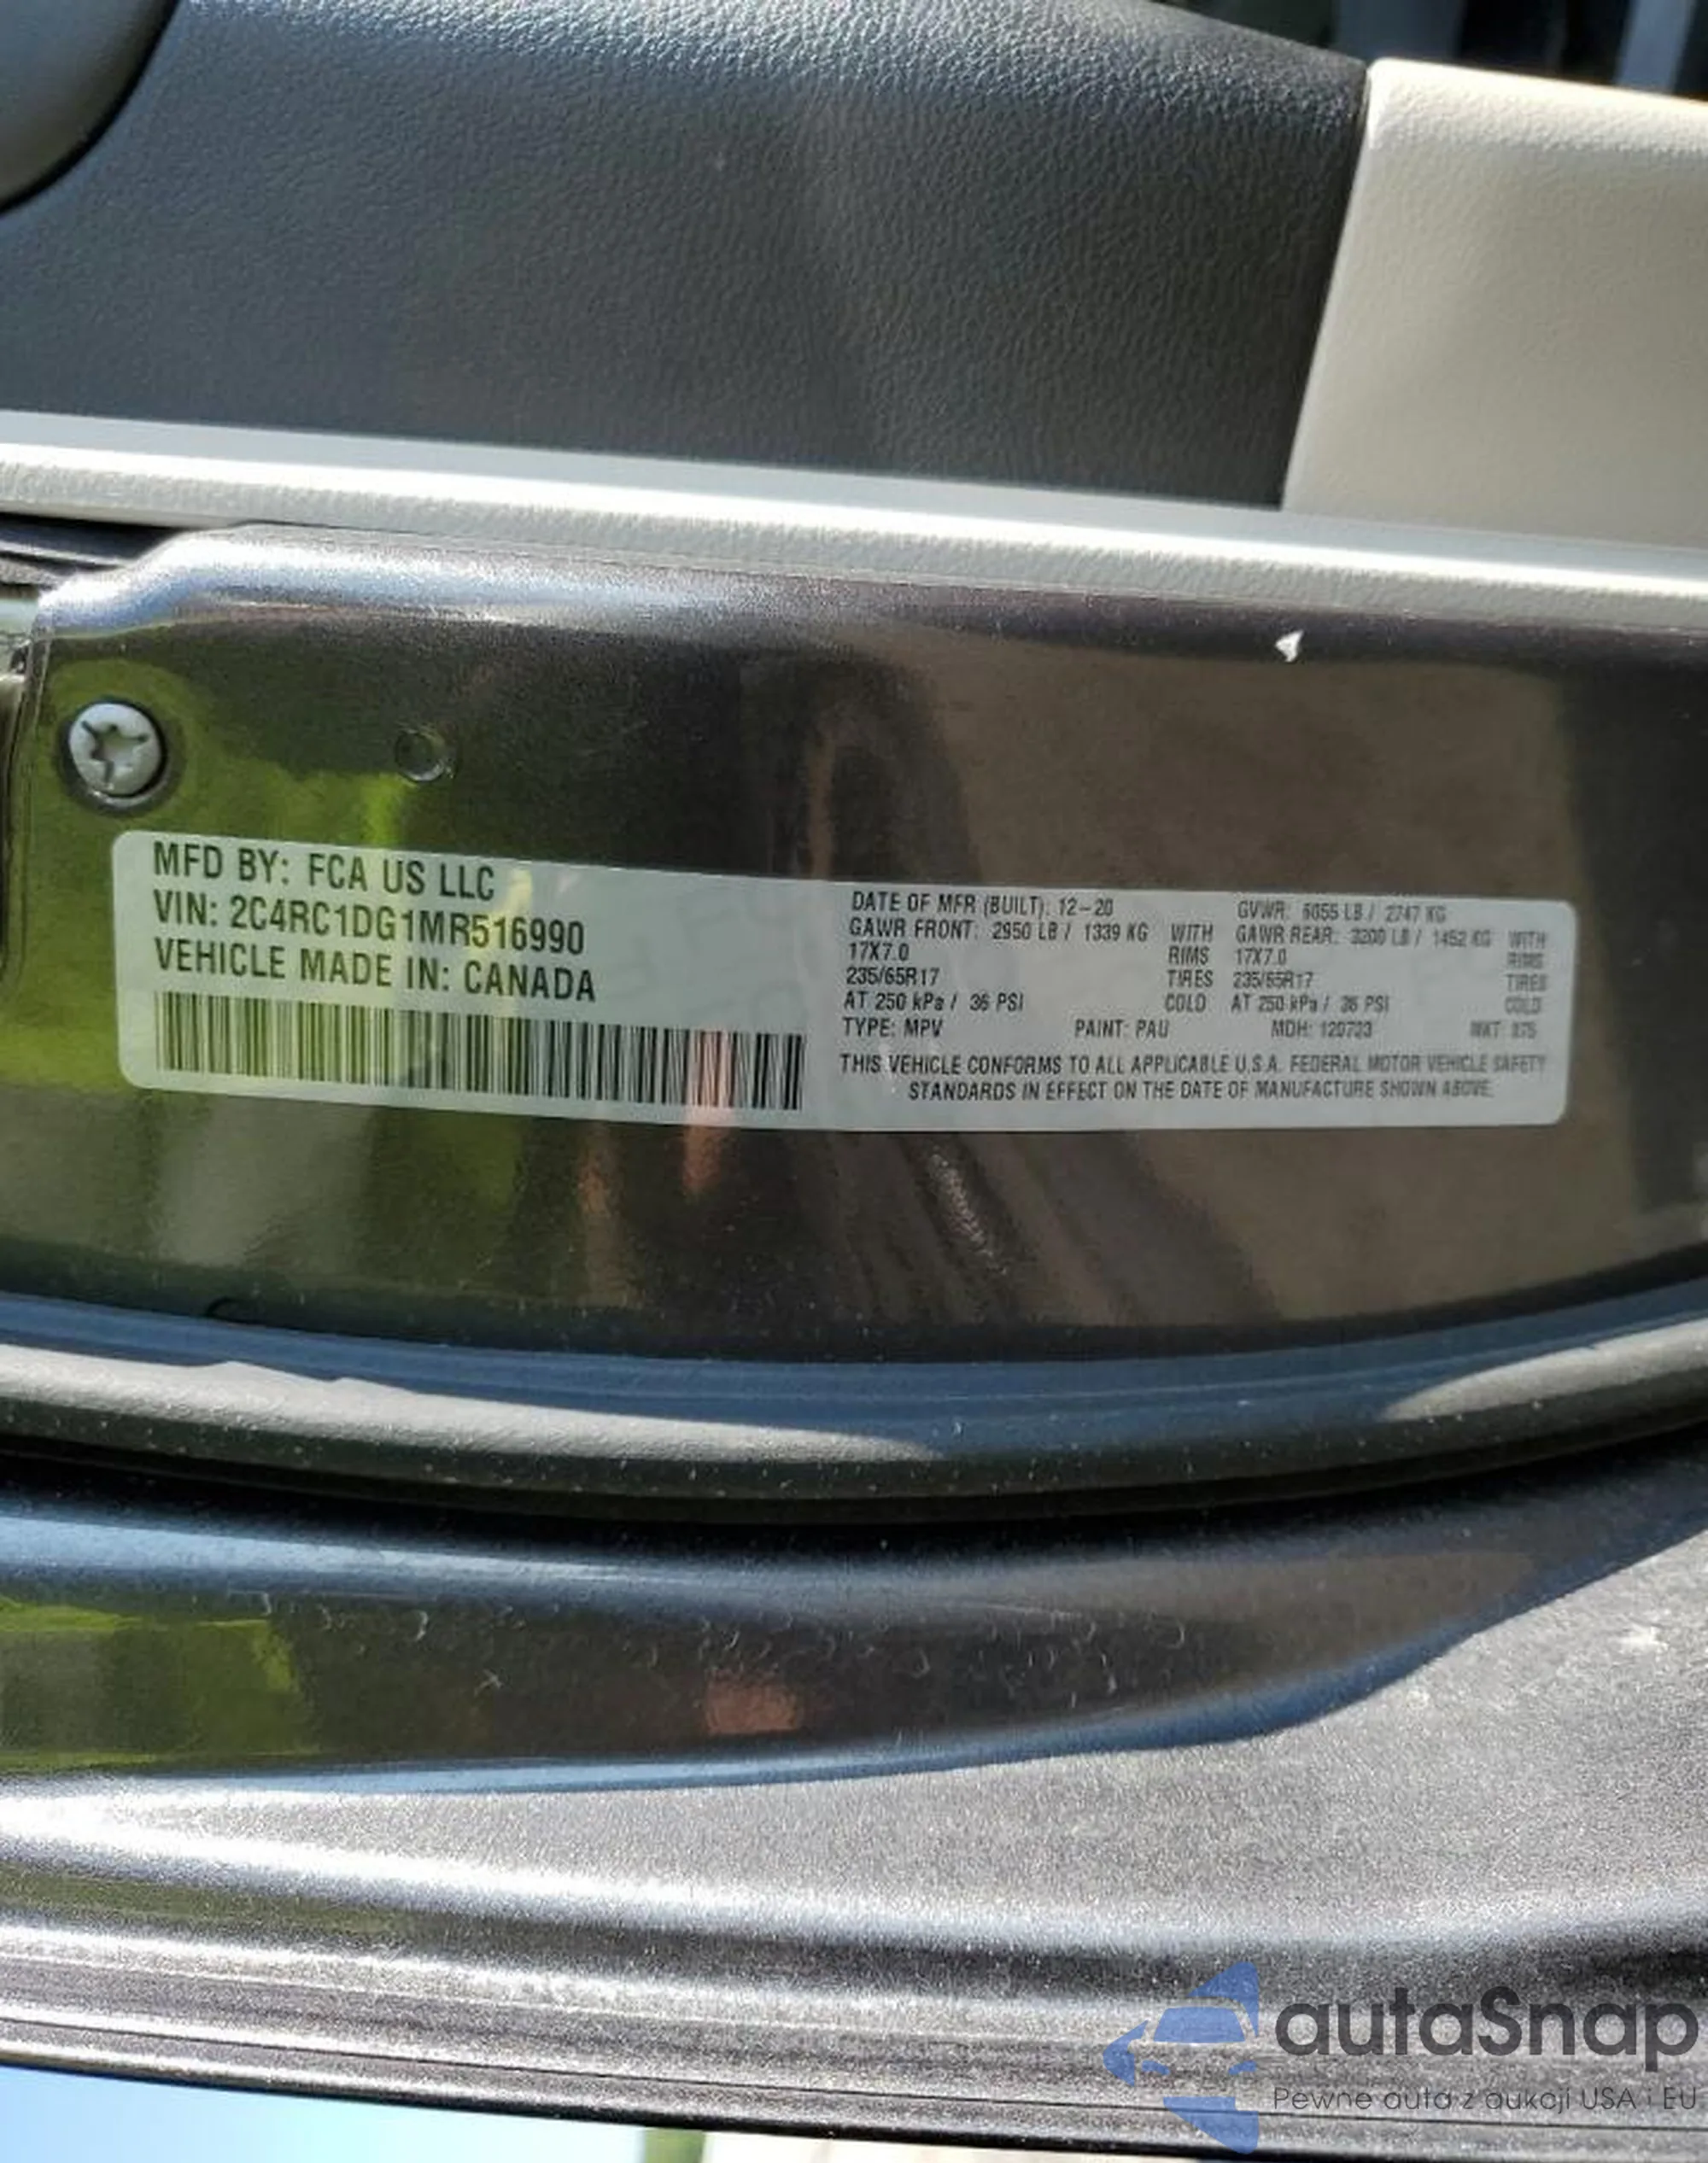 MFD BY: FCA US LLC
VIN: 2C4RC1DG1MR516990
VEHICLE MADE IN: CANADA
DATE OF MFR (BUILT): 12-20 GVWR: 6055 LB / 2747 KG
GAWR FRONT: 2950 LB / 1339 KG WITH GAWR REAR: 3200 LB / 1452 KG WITH
17X7.0 RIMS 17X7.0 RIMS
235/65R17 TIRES 235/65R17 TIRES
AT 250 kPa / 36 PSI COLD AT 250 kPa / 36 PSI COLD
TYPE: MPV PAINT: PAU MDH: 120723 MKT
THIS VEHICLE CONFORMS TO ALL APPLICABLE U.S.A. FEDERAL MOTOR VEHICLE SAFETY
STANDARDS IN EFFECT ON THE DATE OF MANUFACTURE SHOWN ABOVE.
autaSnap
Pewne auta z aukcji USA i EU